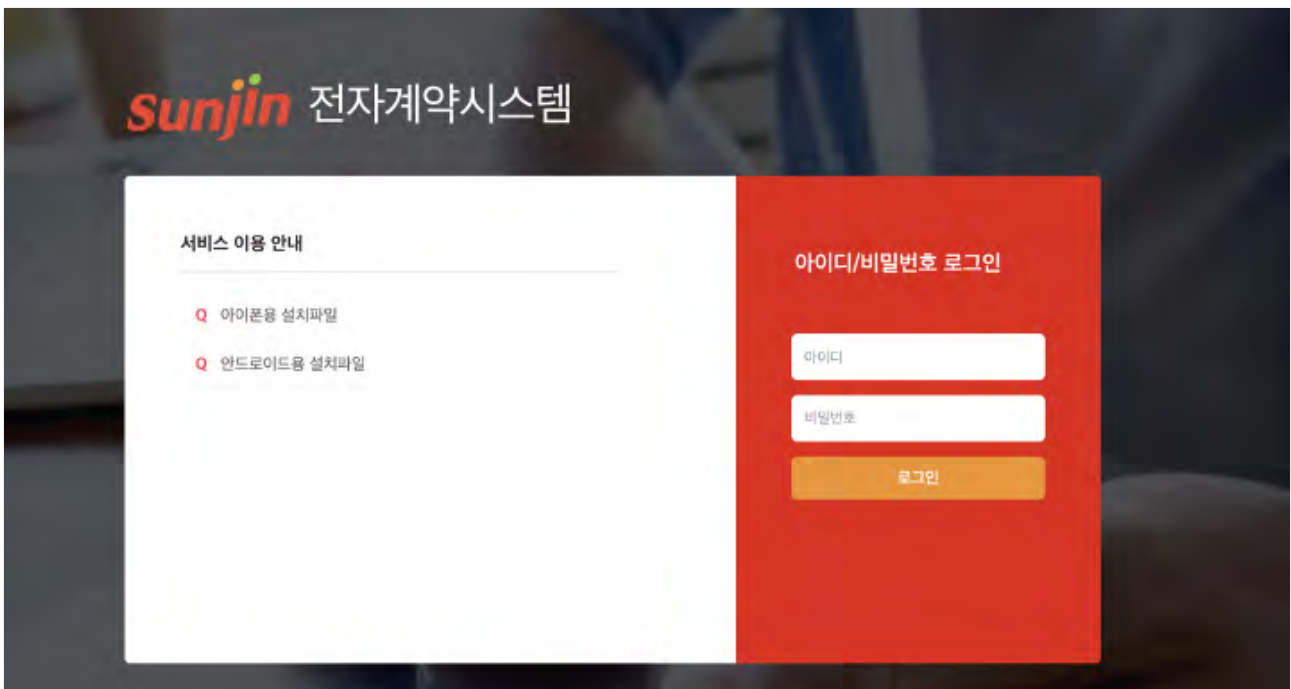 Sunjin 전자계약시스템
서비스 이용 안내
Q 아이폰용 설치파일
Q 안드로이드용 설치파일
아이디/비밀번호 로그인
아이디
비밀번호
로그인